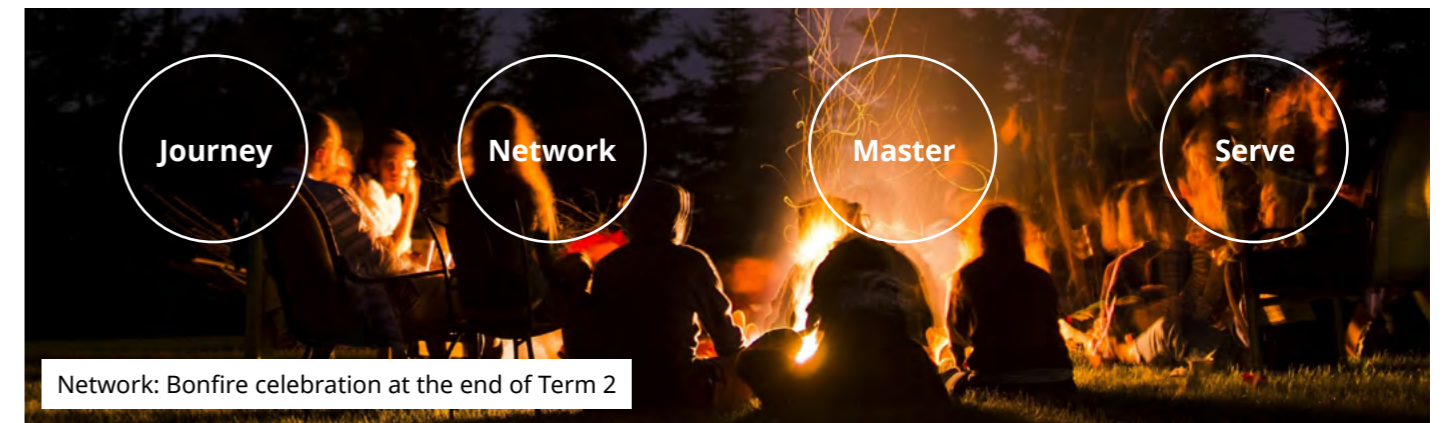 Journey
Network
Master
Serve
Network: Bonfire celebration at the end of Term 2